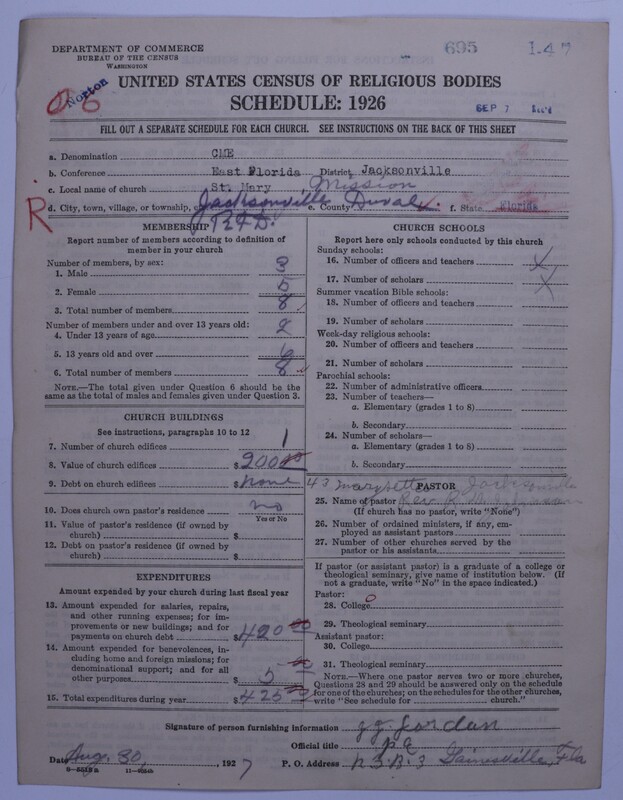 DEPARTMENT OF COMMERCE
BUREAU OF THE CENSUS
WASHINGTON
695 1-47
Norton
UNITED STATES CENSUS OF RELIGIOUS BODIES
SCHEDULE: 1926
SEP 7
FILL OUT A SEPARATE SCHEDULE FOR EACH CHURCH. SEE INSTRUCTIONS ON THE BACK OF THIS SHEET
a. Denomination CME
b. Conference East Florida District Jacksonville
c. Local name of church St. Mary Mission
R d. City, town, village, or township, Jacksonville e. County Duval f. State Florida
R.F.D.
MEMBERSHIP
Report number of members according to definition of
member in your church
Number of members, by sex:
1. Male 3
2. Female 5
3. Total number of members 8
Number of members under and over 13 years old:
4. Under 13 years of age 2
5. 13 years old and over 6
6. Total number of members 8
NOTE.—The total given under Question 6 should be the
same as the total of males and females given under Question 3.
CHURCH BUILDINGS
See instructions, paragraphs 10 to 12
7. Number of church edifices 1
8. Value of church edifices $ 200 00
9. Debt on church edifices $ none
10. Does church own pastor's residence no
Yes or No
11. Value of pastor's residence (if owned by
church) $
12. Debt on pastor's residence (if owned by
church) $
EXPENDITURES
Amount expended by your church during last fiscal year
13. Amount expended for salaries, repairs,
and other running expenses; for im-
provements or new buildings; and for
payments on church debt $ 420 00
14. Amount expended for benevolences, in-
cluding home and foreign missions; for
denominational support; and for all
other purposes $ 5 00
15. Total expenditures during year $ 425 00
CHURCH SCHOOLS
Report here only schools conducted by this church
Sunday schools:
16. Number of officers and teachers X
17. Number of scholars X
Summer vacation Bible schools:
18. Number of officers and teachers
19. Number of scholars
Week-day religious schools:
20. Number of officers and teachers
21. Number of scholars
Parochial schools:
22. Number of administrative officers
23. Number of teachers—
a. Elementary (grades 1 to 8)
b. Secondary
24. Number of scholars—
a. Elementary (grades 1 to 8)
b. Secondary
PASTOR Jacksonville
25. Name of pastor Rev.
(If church has no pastor, write "None")
26. Number of ordained ministers, if any, em-
ployed as assistant pastors
27. Number of other churches served by the
pastor or his assistants
If pastor (or assistant pastor) is a graduate of a college or
theological seminary, give name of institution below. (If
not a graduate, write "No" in the space indicated.)
Pastor:
28. College
29. Theological seminary
Assistant pastor:
30. College
31. Theological seminary
NOTE.—Where one pastor serves two or more churches,
Questions 28 and 29 should be answered only on the schedule
for one of the churches; on the schedules for the other churches,
write "See schedule for church."
Signature of person furnishing information J. J. Jordan
Official title P. E.
Date Aug. 30, 1927 P. O. Address Gainesville, Fla